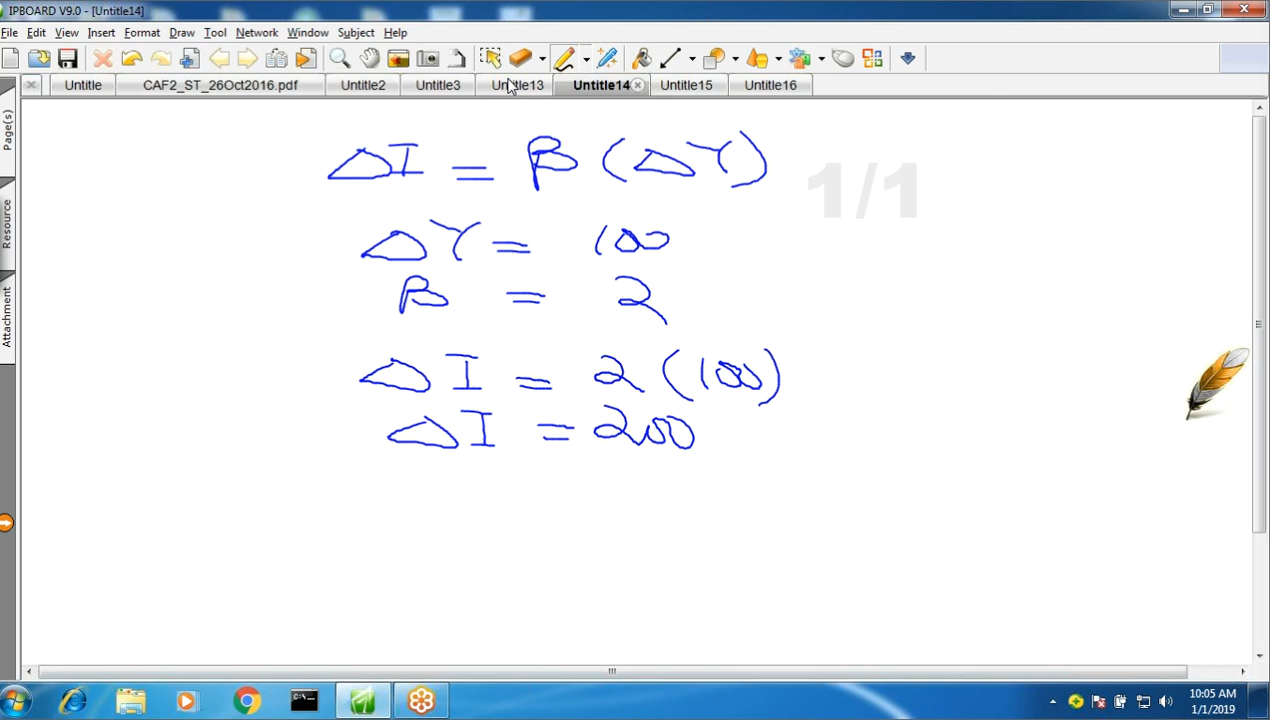 IPBOARD V9.0 - [Untitle14]
File Edit View Insert Format Draw Tool Network Window Subject Help
Untitle CAF2_ST_26Oct2016.pdf Untitle2 Untitle3 Untitle13 Untitle14 Untitle15 Untitle16
Page(s)
Resource
Attachment
1/1
ΔI = β (ΔY)
ΔY = 100
β = 2
ΔI = 2 (100)
ΔI = 200
10:05 AM
1/1/2019